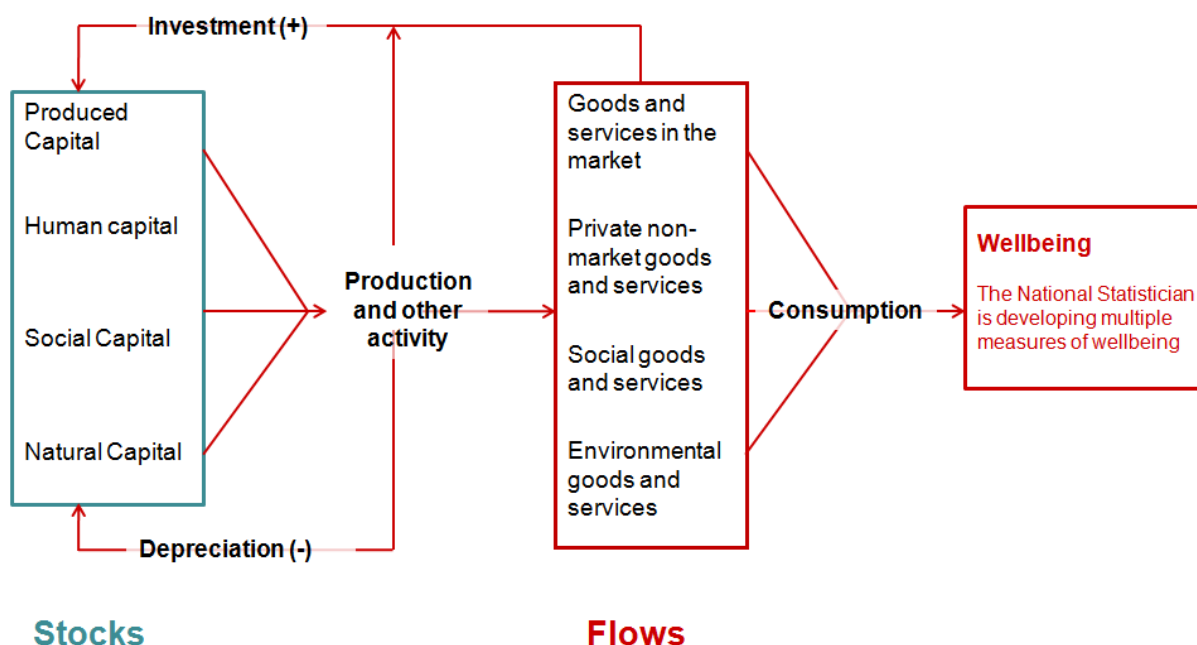 Investment (+)
Produced
Capital
Human capital
Social Capital
Natural Capital
Depreciation (-)
Production
and other
activity
Goods and
services in the
market
Private non-
market goods
and services
Social goods
and services
Environmental
goods and
services
Consumption
Wellbeing
The National Statistician
is developing multiple
measures of wellbeing
Stocks
Flows